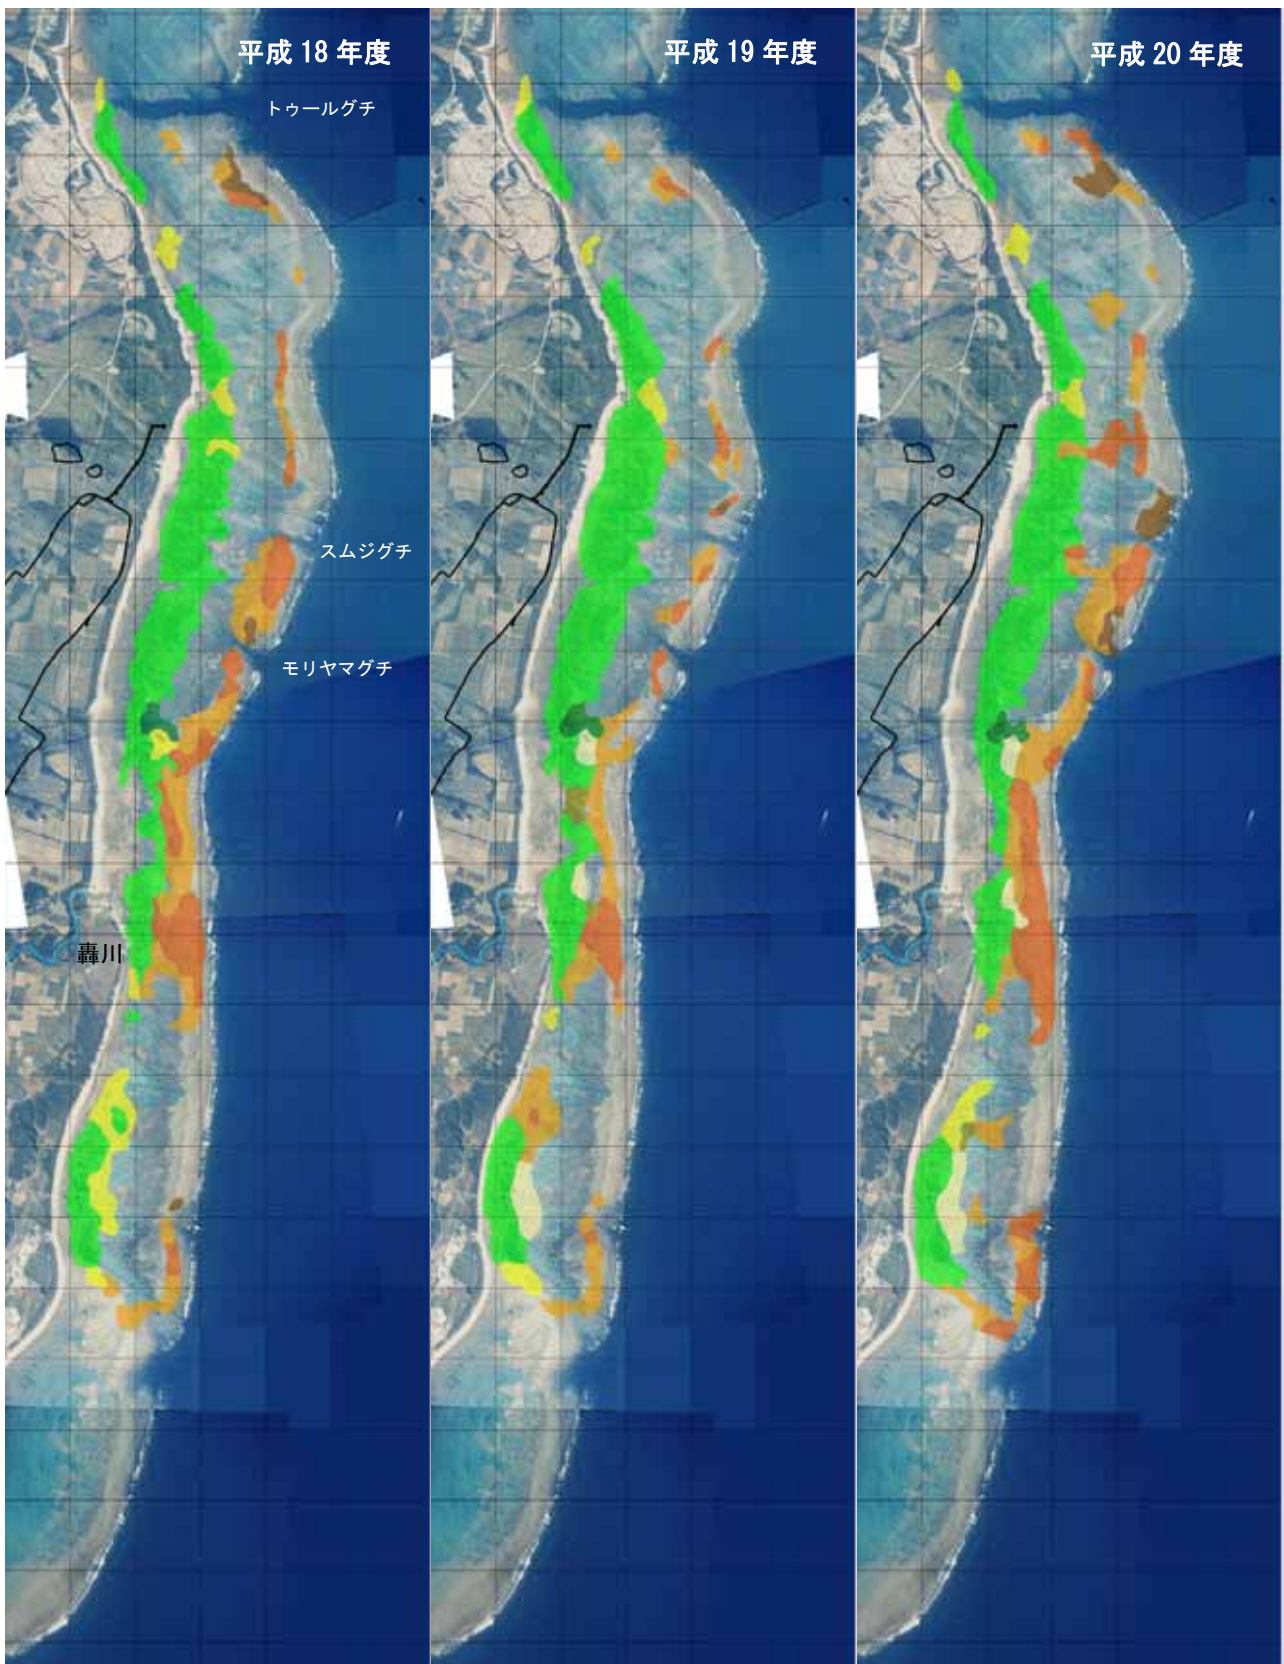 平成 18 年度
平成 19 年度
平成 20 年度
トゥールグチ
スムジグチ
モリヤマグチ
轟川